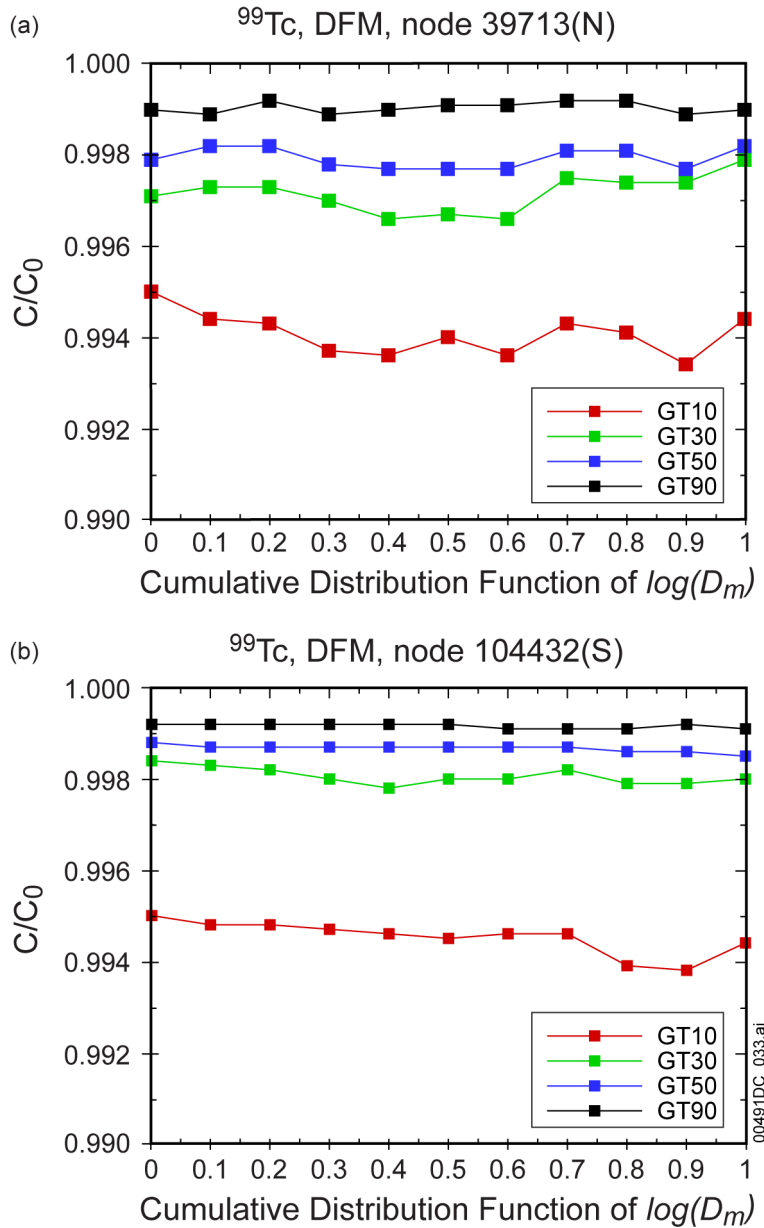 (a)
⁹⁹Tc, DFM, node 39713(N)
1.000
0.998
0.996
0.994
0.992
0.990
C/C₀
GT10
GT30
GT50
GT90
0 0.1 0.2 0.3 0.4 0.5 0.6 0.7 0.8 0.9 1
Cumulative Distribution Function of log(Dₘ)
(b)
⁹⁹Tc, DFM, node 104432(S)
1.000
0.998
0.996
0.994
0.992
0.990
C/C₀
GT10
GT30
GT50
GT90
00491DC_033.ai
0 0.1 0.2 0.3 0.4 0.5 0.6 0.7 0.8 0.9 1
Cumulative Distribution Function of log(Dₘ)